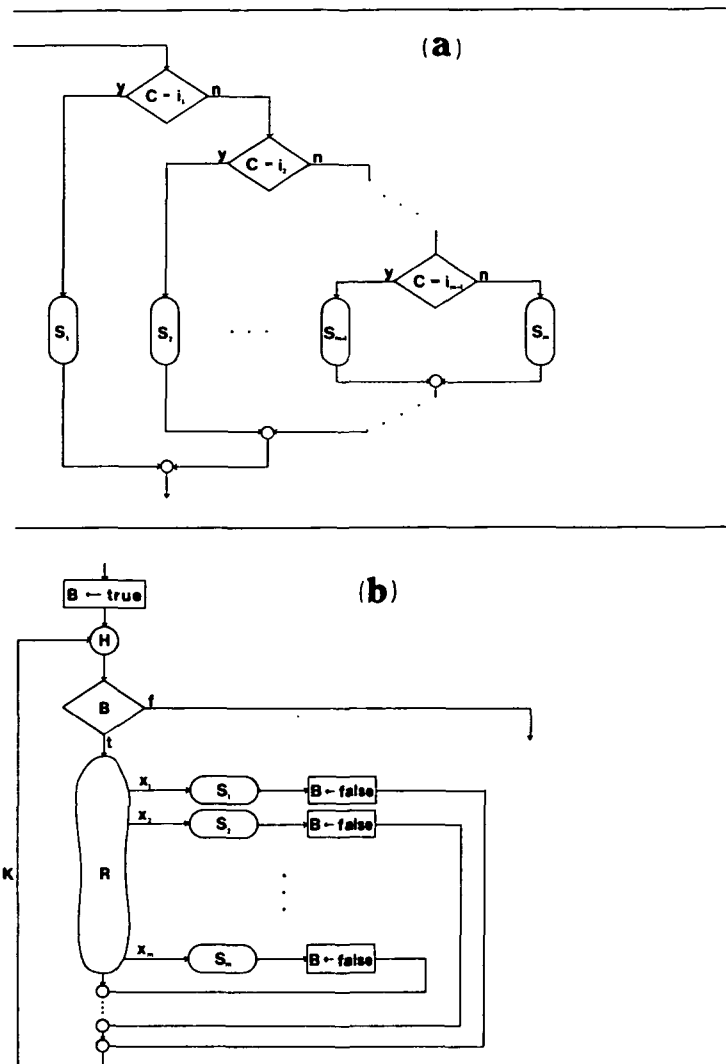 (a)
y C = i₁ n
y C = i₂ n
. . .
y C = iₘ₋₁ n
S₁ S₂ . . . Sₘ₋₁ Sₘ
(b)
B ← true
H
B f
t
x₁ S₁ B ← false
x₂ S₂ B ← false
K R
xₘ Sₘ B ← false